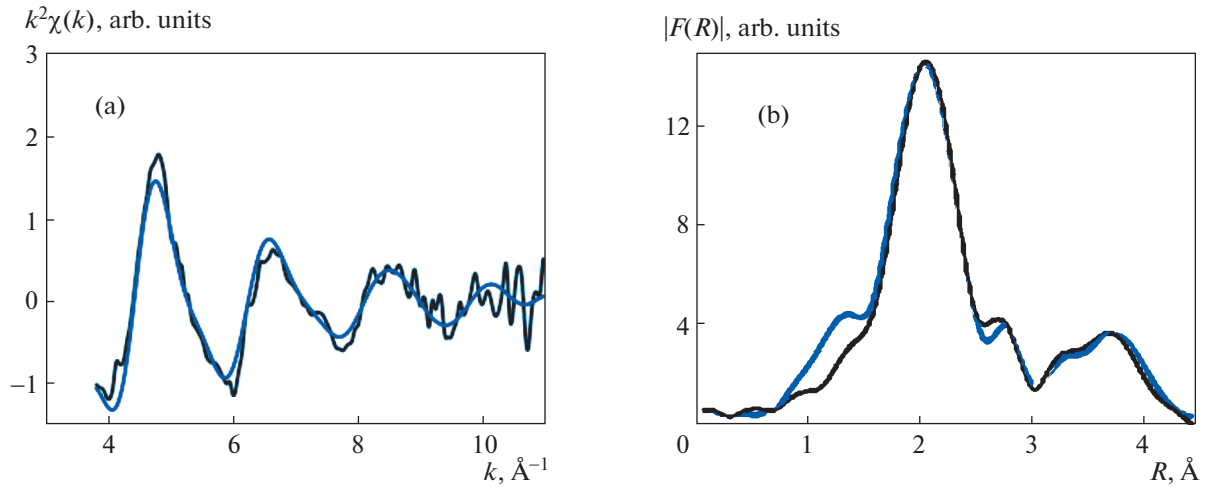 k²χ(k), arb. units
3
(a)
2
1
0
−1
4 6 8 10
k, Å⁻¹
|F(R)|, arb. units
12
(b)
8
4
0 1 2 3 4
R, Å